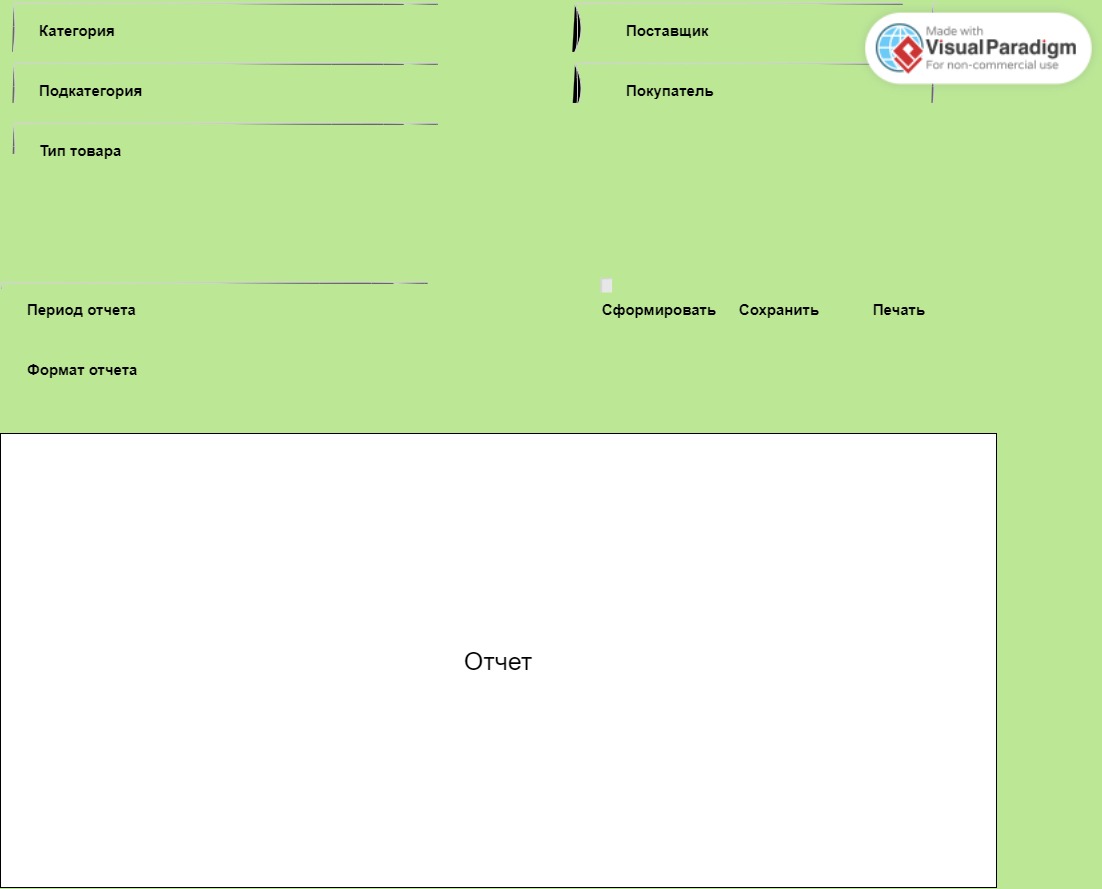 Категория
Поставщик
Made with
Visual Paradigm
For non-commercial use
Подкатегория
Покупатель
Тип товара
Период отчета
Сформировать
Сохранить
Печать
Формат отчета
Отчет